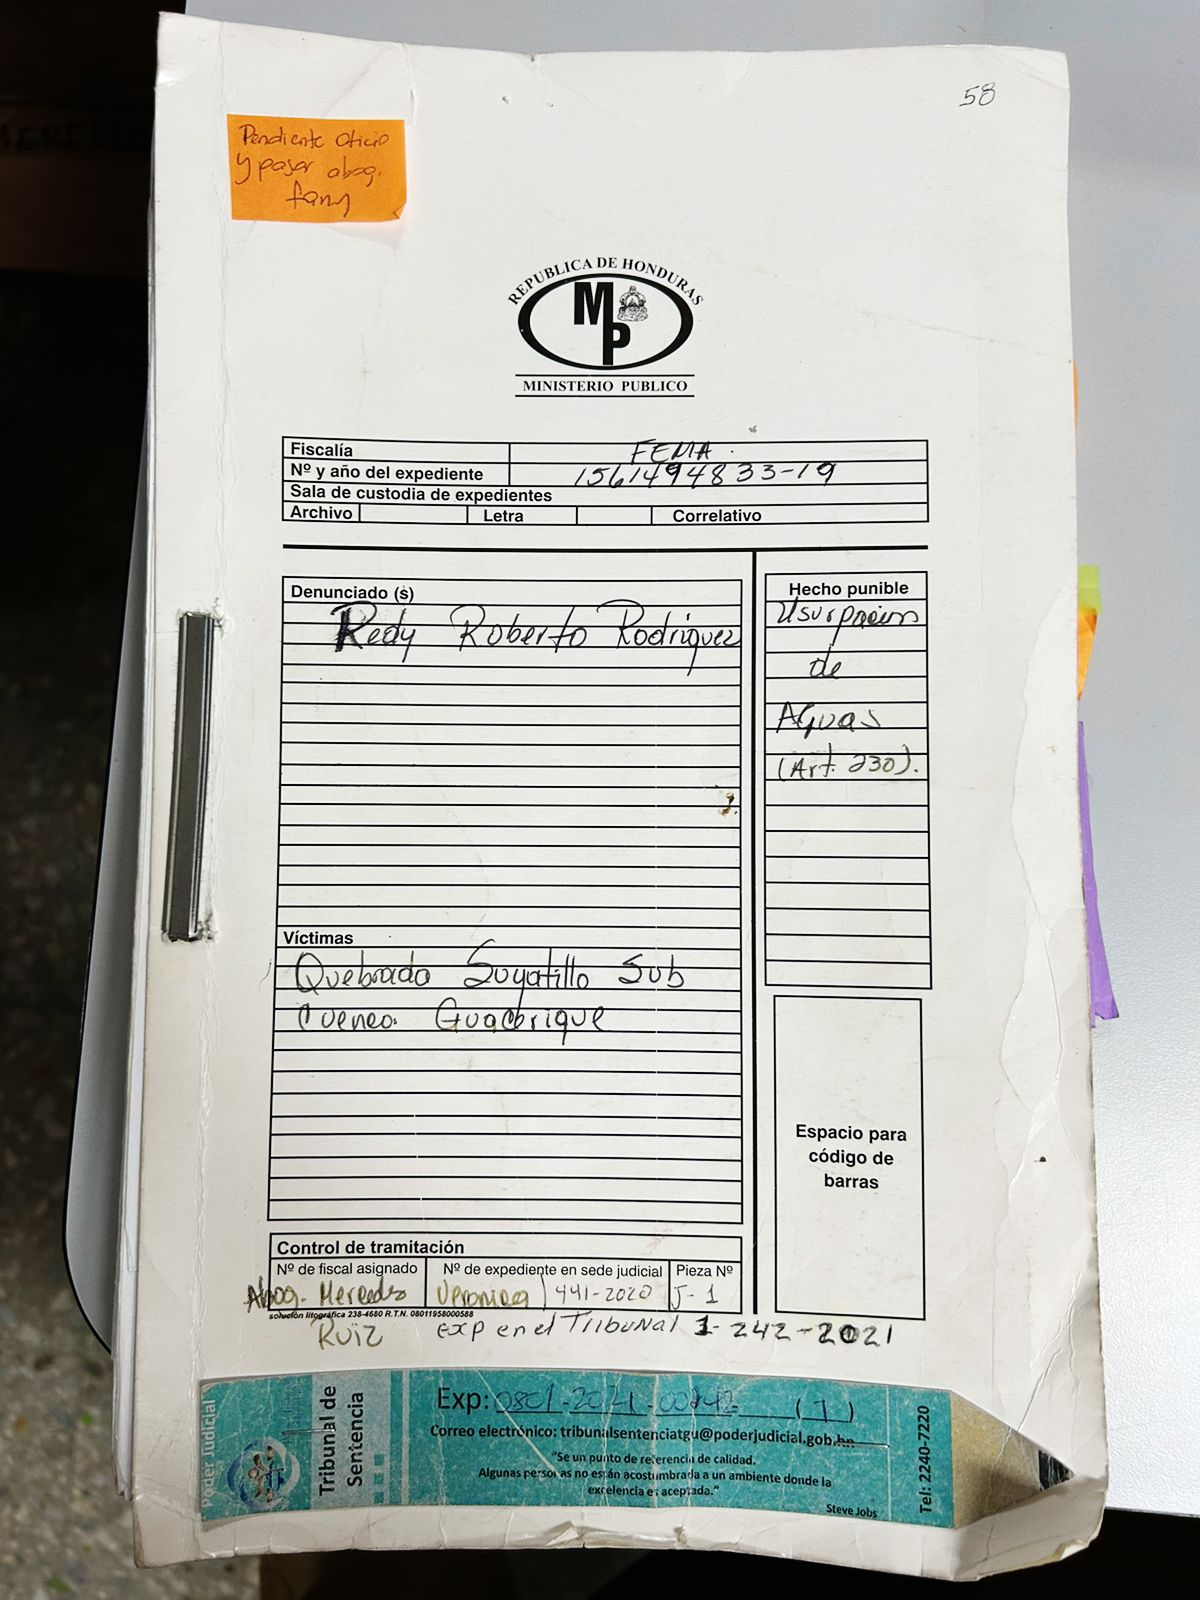 58
Pendiente oficio
y pasar abog.
fany
REPUBLICA DE HONDURAS
MP
MINISTERIO PUBLICO
Fiscalía FEMA.
Nº y año del expediente 1561494833-19
Sala de custodia de expedientes
Archivo Letra Correlativo
Denunciado (s)
Redy Roberto Rodriguez
Hecho punible
Usurpacion
de
Aguas
(Art. 230).
Víctimas
Quebrada Suyatillo Sub
Cuenca Guacerique
Espacio para
código de
barras
Control de tramitación
Nº de fiscal asignado Nº de expediente en sede judicial Pieza Nº
Abog. Mercedes Veronica 441-2020 J-1
solución litográfica 238-4680 R.T.N. 08011958000588
Ruiz Exp en el Tribunal 1-242-2021
Poder Judicial
Tribunal de
Sentencia
Exp: 0801-2021-00242 (1)
Correo electrónico: tribunalsentenciatgu@poderjudicial.gob.hn
"Se un punto de referencia de calidad.
Algunas personas no están acostumbrada a un ambiente donde la
excelencia es aceptada."
Steve Jobs
Tel: 2240-7220